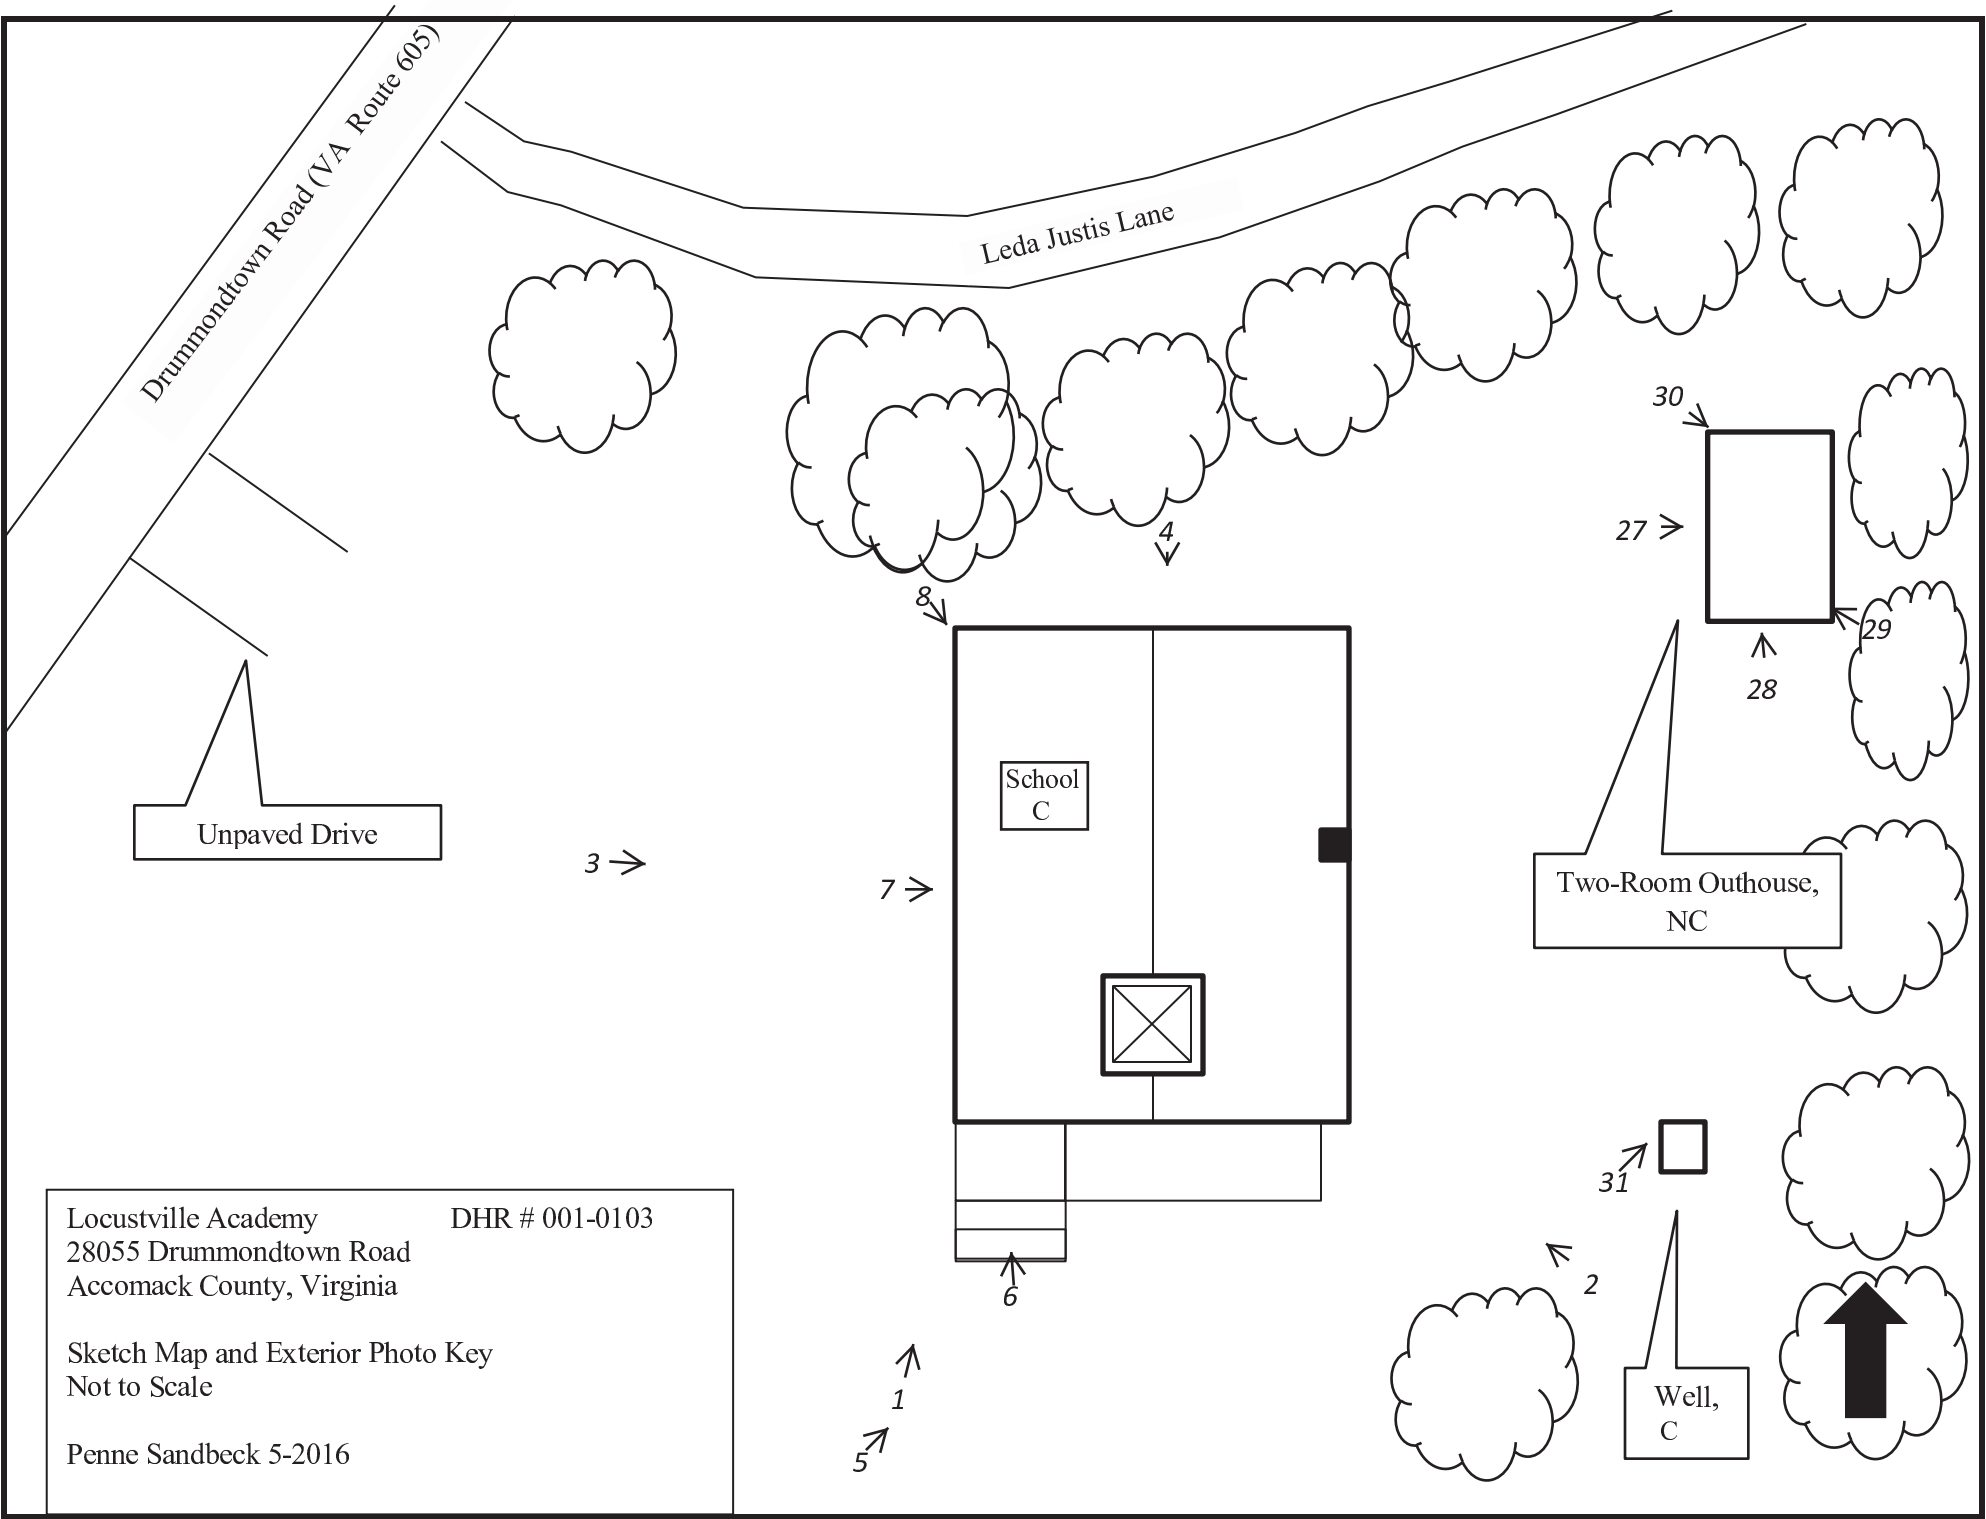 Drummondtown Road (VA Route 605)
Leda Justis Lane
30
27
4
8
29
28
School
C
Unpaved Drive
3
7
Two-Room Outhouse,
NC
31
Locustville Academy DHR # 001-0103
28055 Drummondtown Road
Accomack County, Virginia
Sketch Map and Exterior Photo Key
Not to Scale
Penne Sandbeck 5-2016
6
2
1
Well,
C
5